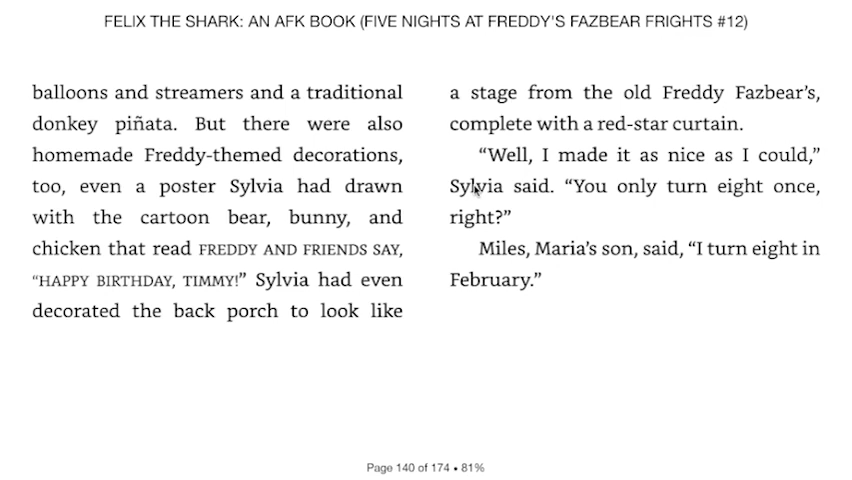 FELIX THE SHARK: AN AFK BOOK (FIVE NIGHTS AT FREDDY'S FAZBEAR FRIGHTS #12)
balloons and streamers and a traditional
donkey piñata. But there were also
homemade Freddy-themed decorations,
too, even a poster Sylvia had drawn
with the cartoon bear, bunny, and
chicken that read FREDDY AND FRIENDS SAY,
“HAPPY BIRTHDAY, TIMMY!” Sylvia had even
decorated the back porch to look like
a stage from the old Freddy Fazbear’s,
complete with a red-star curtain.
“Well, I made it as nice as I could,”
Sylvia said. “You only turn eight once,
right?”
Miles, Maria’s son, said, “I turn eight in
February.”
Page 140 of 174 • 81%